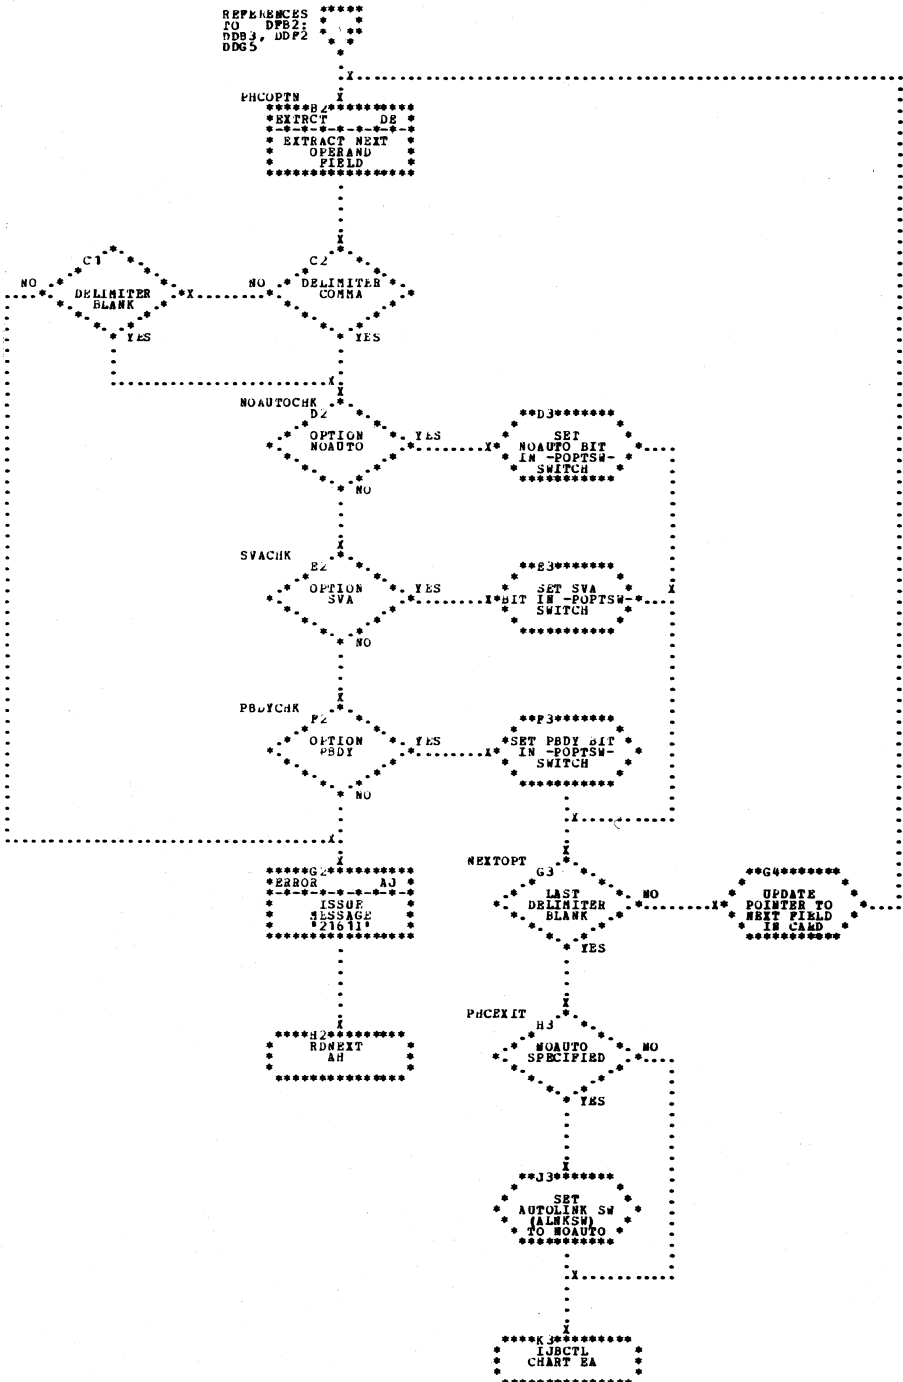 REFERENCES
TO DPB2:
DDB3, DDF2
DDG5
PHCOPTN
B2
EXTRCT DE
EXTRACT NEXT
OPERAND
FIELD
C1
NO
DELIMITER
BLANK
YES
C2
NO
DELIMITER
COMMA
YES
NOAUTOCHK
D2
OPTION
NOAUTO
YES
NO
D3
SET
NOAUTO BIT
IN -POPTSW-
SWITCH
SVACHK
E2
OPTION
SVA
YES
NO
E3
SET SVA
BIT IN -POPTSW-
SWITCH
PBDYCHK
F2
OPTION
PBDY
YES
NO
F3
SET PBDY BIT
IN -POPTSW-
SWITCH
G2
ERROR AJ
ISSUE
MESSAGE
'2161I'
NEXTOPT
G3
LAST
DELIMITER
BLANK
NO
YES
G4
UPDATE
POINTER TO
NEXT FIELD
IN CARD
H2
RDNEXT
AH
PHCEXIT
H3
NOAUTO
SPECIFIED
NO
YES
J3
SET
AUTOLINK SW
(ALNKSW)
TO NOAUTO
K3
IJBCTL
CHART EA